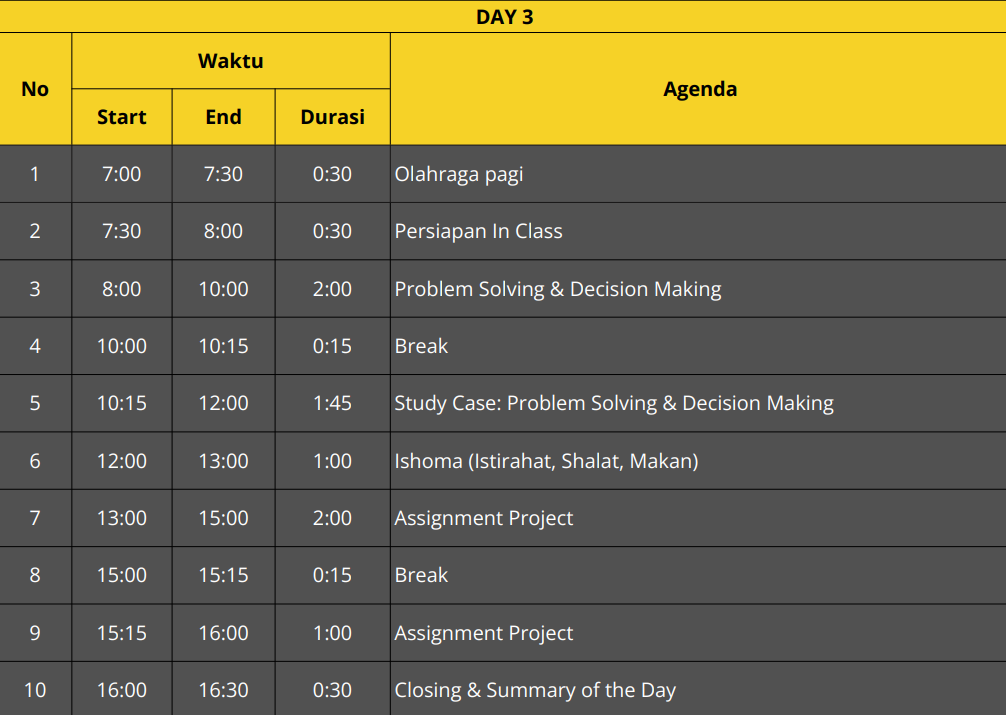 DAY 3
No Waktu Agenda
Start End Durasi
1 7:00 7:30 0:30 Olahraga pagi
2 7:30 8:00 0:30 Persiapan In Class
3 8:00 10:00 2:00 Problem Solving & Decision Making
4 10:00 10:15 0:15 Break
5 10:15 12:00 1:45 Study Case: Problem Solving & Decision Making
6 12:00 13:00 1:00 Ishoma (Istirahat, Shalat, Makan)
7 13:00 15:00 2:00 Assignment Project
8 15:00 15:15 0:15 Break
9 15:15 16:00 1:00 Assignment Project
10 16:00 16:30 0:30 Closing & Summary of the Day